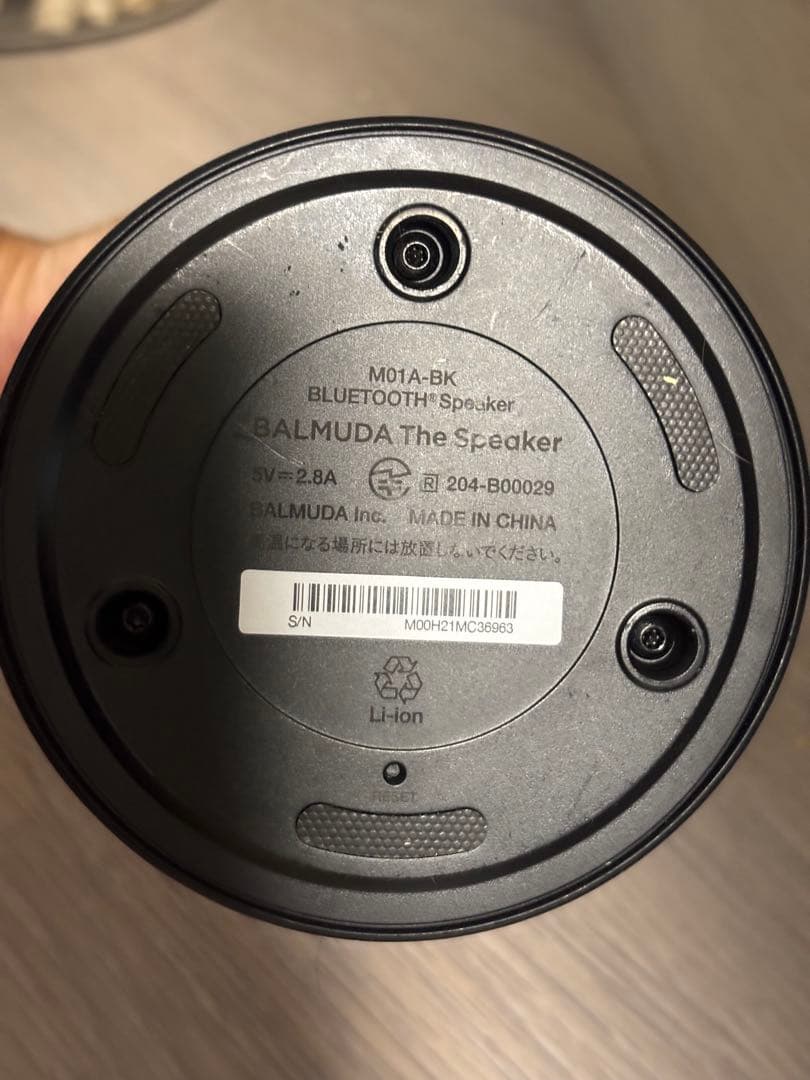 M01A-BK
BLUETOOTH® Speaker
BALMUDA The Speaker
5V⎓2.8A R 204-B00029
BALMUDA Inc. MADE IN CHINA
高温になる場所には放置しないでください。
S/N M00H21MC36963
Li-ion
RESET